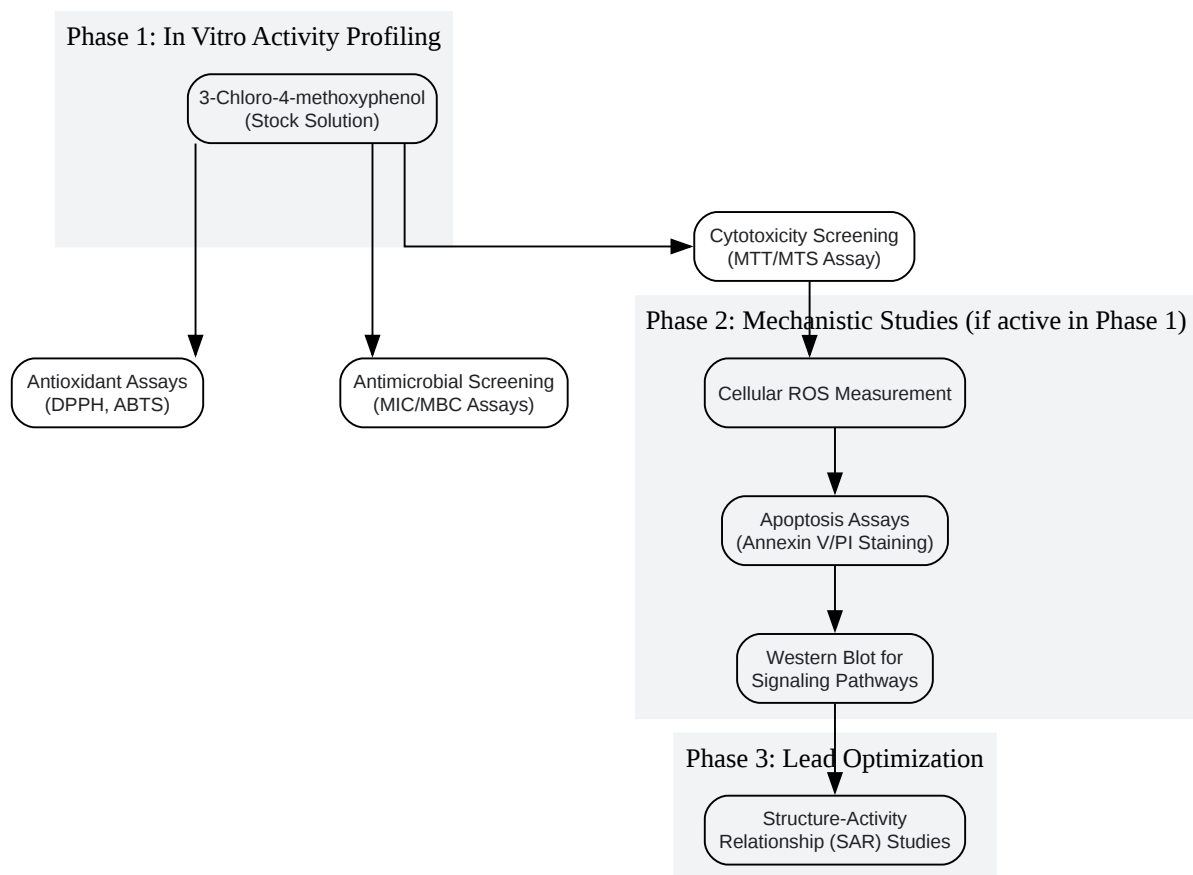 Phase 1: In Vitro Activity Profiling
3-Chloro-4-methoxyphenol
(Stock Solution)
Cytotoxicity Screening
(MTT/MTS Assay)
Phase 2: Mechanistic Studies (if active in Phase 1)
Antioxidant Assays
(DPPH, ABTS)
Antimicrobial Screening
(MIC/MBC Assays)
Cellular ROS Measurement
Apoptosis Assays
(Annexin V/PI Staining)
Western Blot for
Signaling Pathways
Phase 3: Lead Optimization
Structure-Activity
Relationship (SAR) Studies